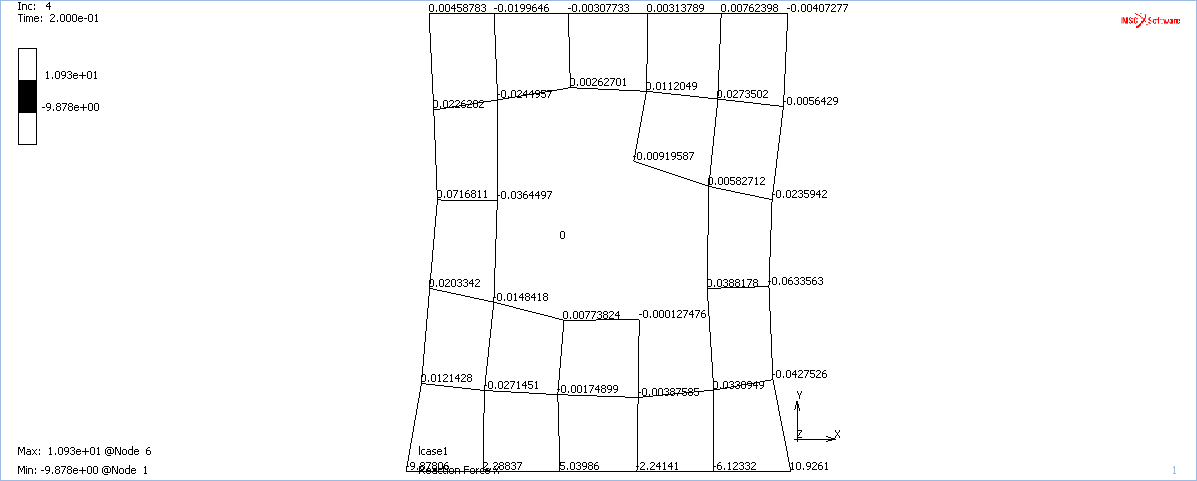 Inc: 4
Time: 2.000e-01
MSC Software
1.093e+01
-9.878e+00
0.00458783 -0.0199646 -0.00307733 0.00313789 0.00762398 -0.00407277
0.0226202 -0.0244957 0.00262701 0.0112049 0.0273502 -0.0056429
-0.00919587
0.0716811 -0.0364497 0.00582712 -0.0235942
0
0.0203342 -0.0148418 0.0388178 -0.0633563
0.00773824 -0.000127476
0.0121428 -0.0271451 -0.00174899 -0.00387585 0.0330949 -0.0427526
Y
Z X
Max: 1.093e+01 @Node 6
lcase1
-9.87806 2.28837 5.03986 -2.24141 -6.12332 10.9261
Min: -9.878e+00 @Node 1
Reaction Force X
1